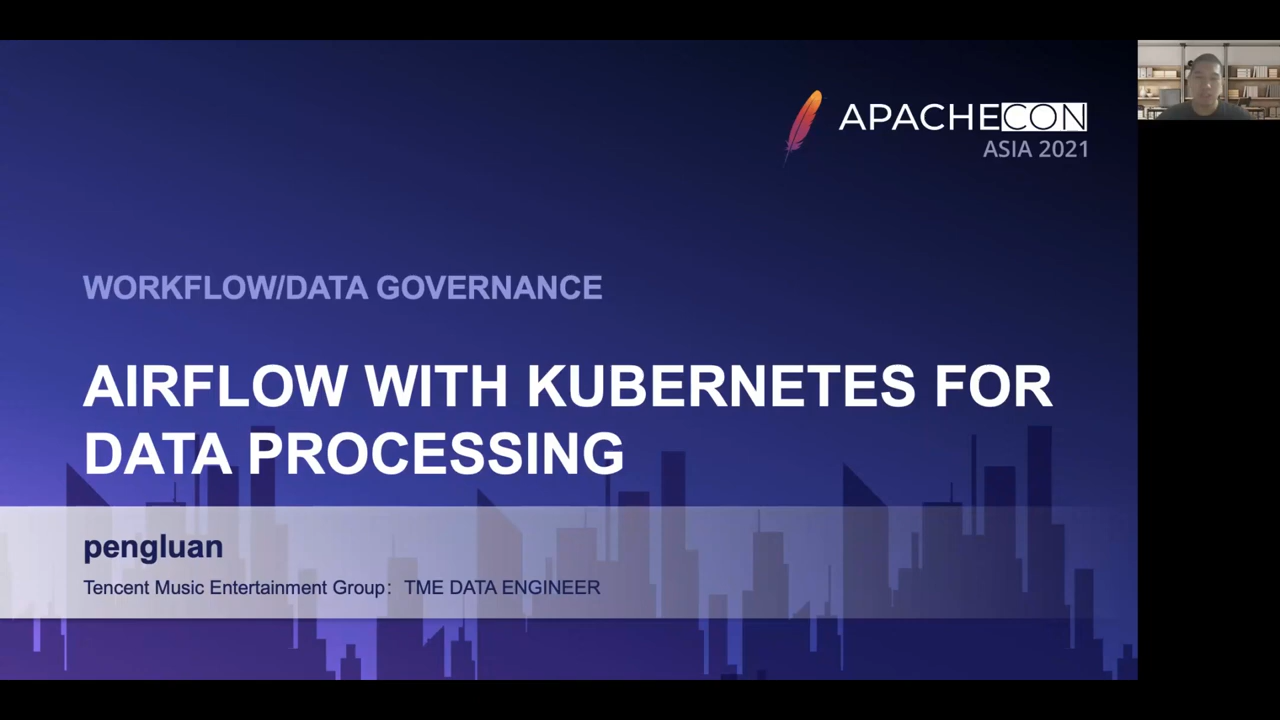 APACHECON
ASIA 2021
WORKFLOW/DATA GOVERNANCE
AIRFLOW WITH KUBERNETES FOR
DATA PROCESSING
pengluan
Tencent Music Entertainment Group：TME DATA ENGINEER